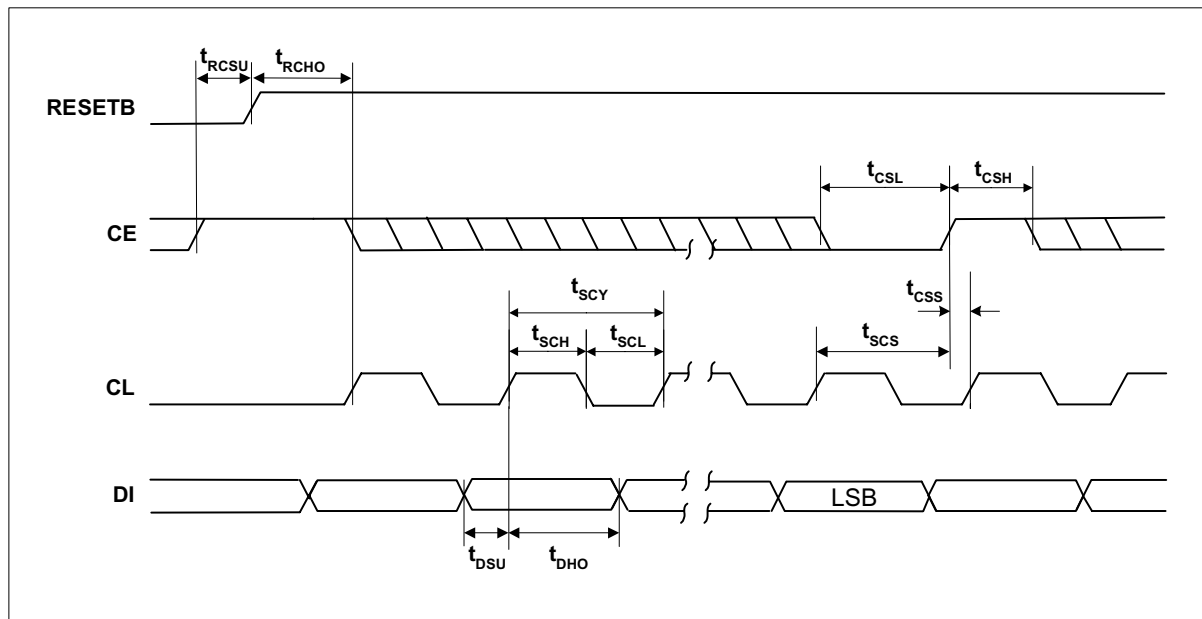 tRCSU tRCHO
RESETB
tCSL tCSH
CE
tSCY tCSS
tSCH tSCL tSCS
CL
DI LSB
tDSU tDHO